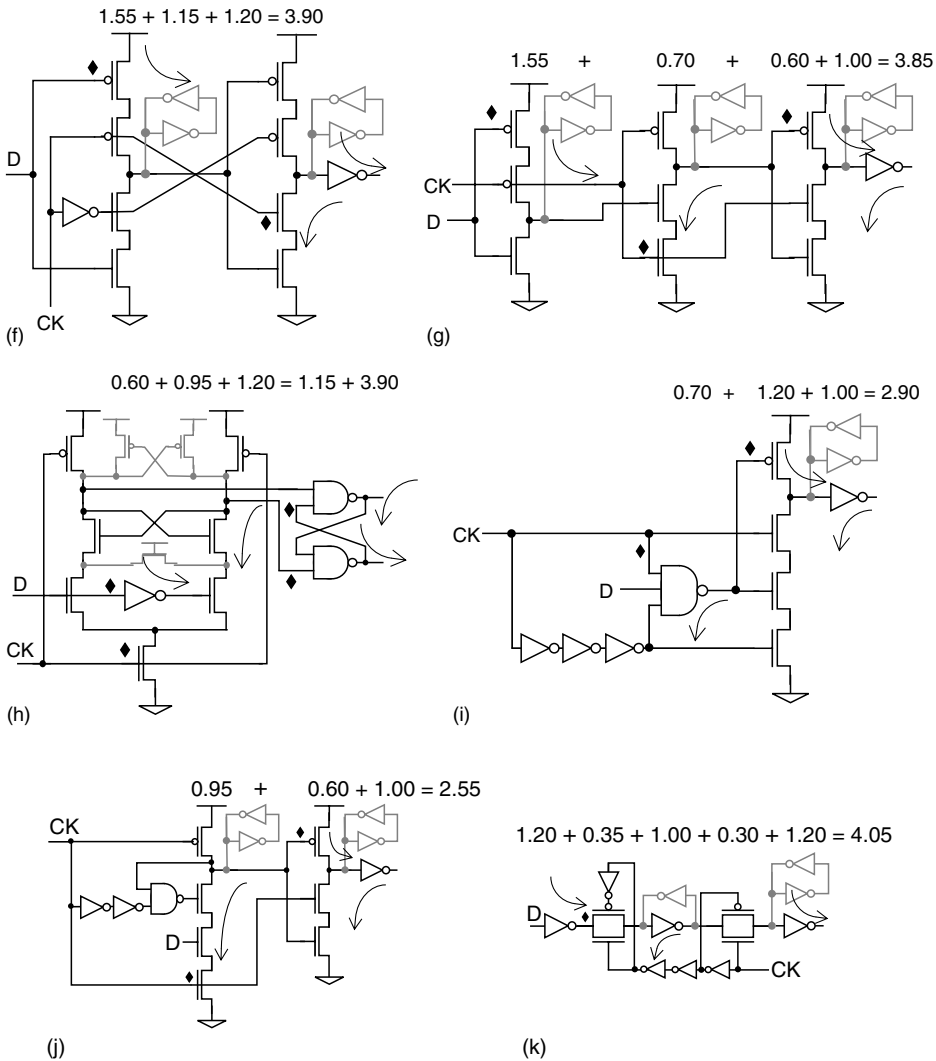 1.55 + 1.15 + 1.20 = 3.90
D
CK
(f)
1.55 + 0.70 + 0.60 + 1.00 = 3.85
CK
D
(g)
0.60 + 0.95 + 1.20 = 1.15 + 3.90
D
CK
(h)
0.70 + 1.20 + 1.00 = 2.90
CK
D
(i)
0.95 + 0.60 + 1.00 = 2.55
CK
D
(j)
1.20 + 0.35 + 1.00 + 0.30 + 1.20 = 4.05
D
CK
(k)